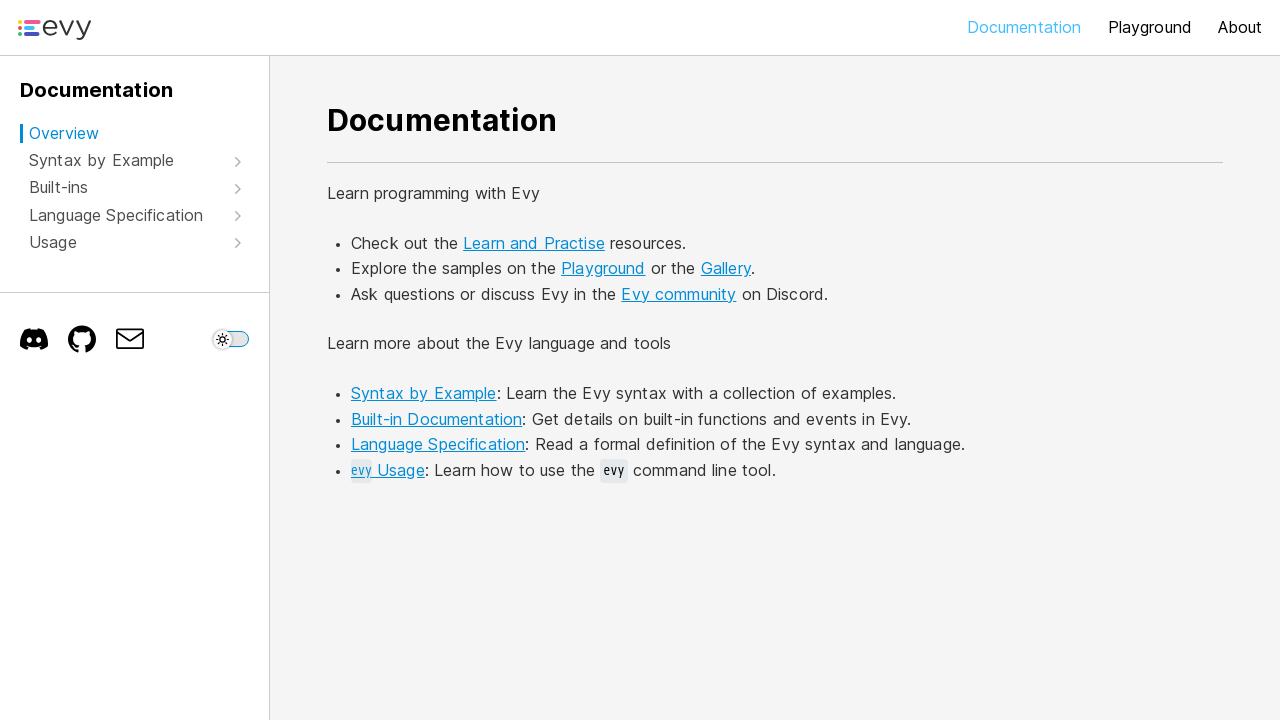 evy
Documentation
Playground
About
Documentation
Overview
Syntax by Example
Built-ins
Language Specification
Usage
Documentation
Learn programming with Evy
• Check out the Learn and Practise resources.
• Explore the samples on the Playground or the Gallery.
• Ask questions or discuss Evy in the Evy community on Discord.
Learn more about the Evy language and tools
• Syntax by Example: Learn the Evy syntax with a collection of examples.
• Built-in Documentation: Get details on built-in functions and events in Evy.
• Language Specification: Read a formal definition of the Evy syntax and language.
• evy Usage: Learn how to use the evy command line tool.